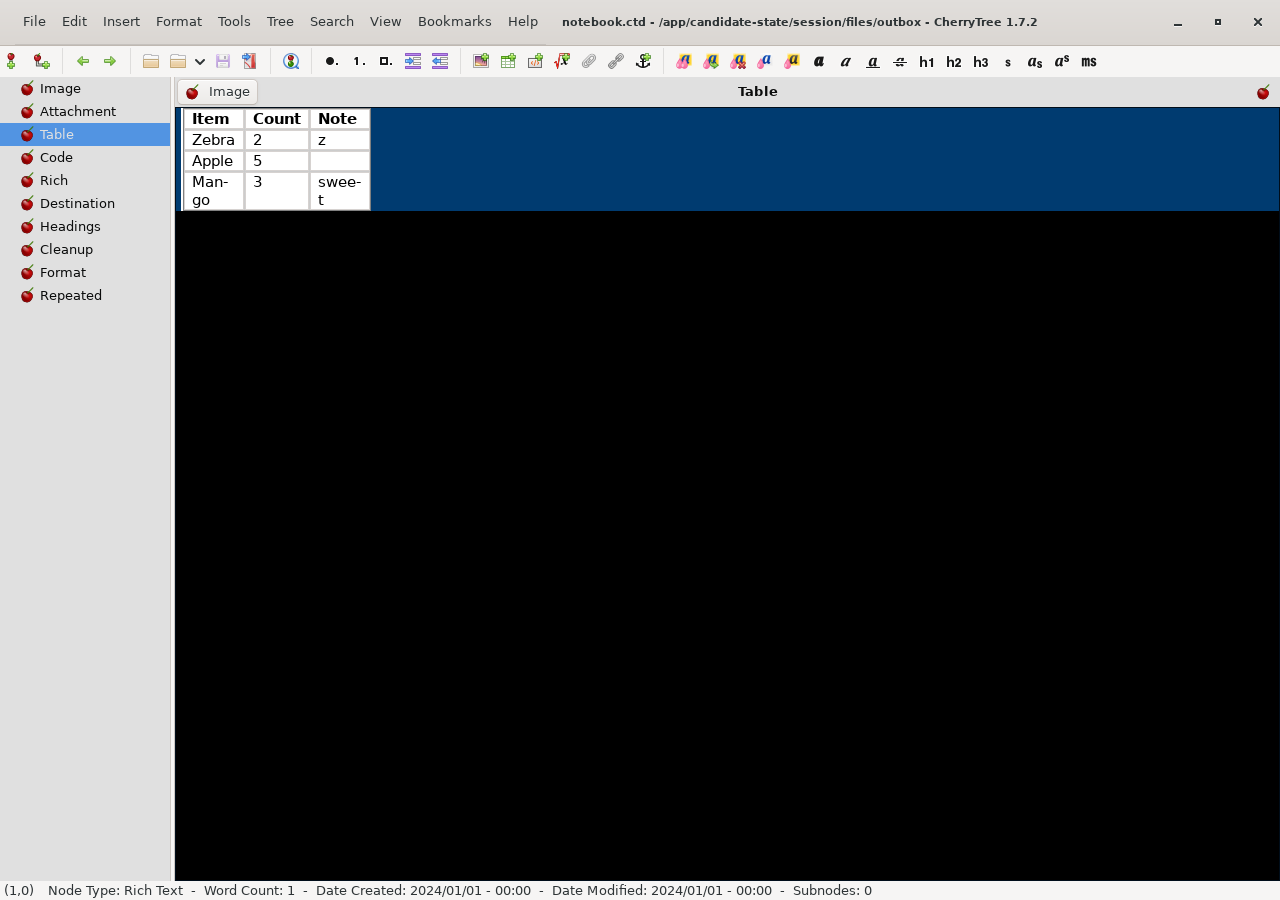 File Edit Insert Format Tools Tree Search View Bookmarks Help notebook.ctd - /app/candidate-state/session/files/outbox - CherryTree 1.7.2
1. a a a a a a a a a h1 h2 h3 s as as ms
Image
Attachment
Table
Code
Rich
Destination
Headings
Cleanup
Format
Repeated
Image Table
Item Count Note
Zebra 2 z
Apple 5
Man- 3 swee-
go t
(1,0) Node Type: Rich Text - Word Count: 1 - Date Created: 2024/01/01 - 00:00 - Date Modified: 2024/01/01 - 00:00 - Subnodes: 0